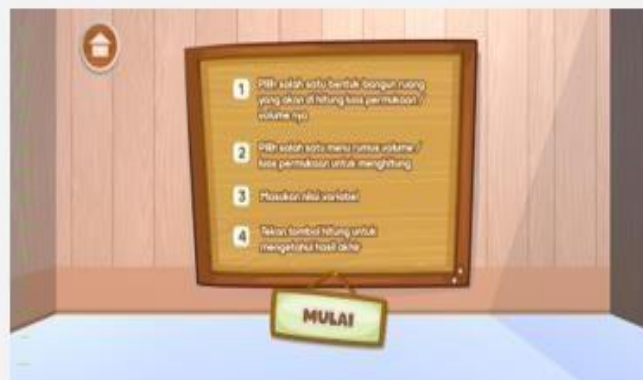 1 Pilih salah satu bentuk bangun ruang
yang akan di hitung luas permukaan /
volume nya
2 Pilih salah satu menu rumus volume /
luas permukaan untuk menghitung
3 Masukan nilai variabel
4 Tekan tombol hitung untuk
mengetahui hasil akhir
MULAI